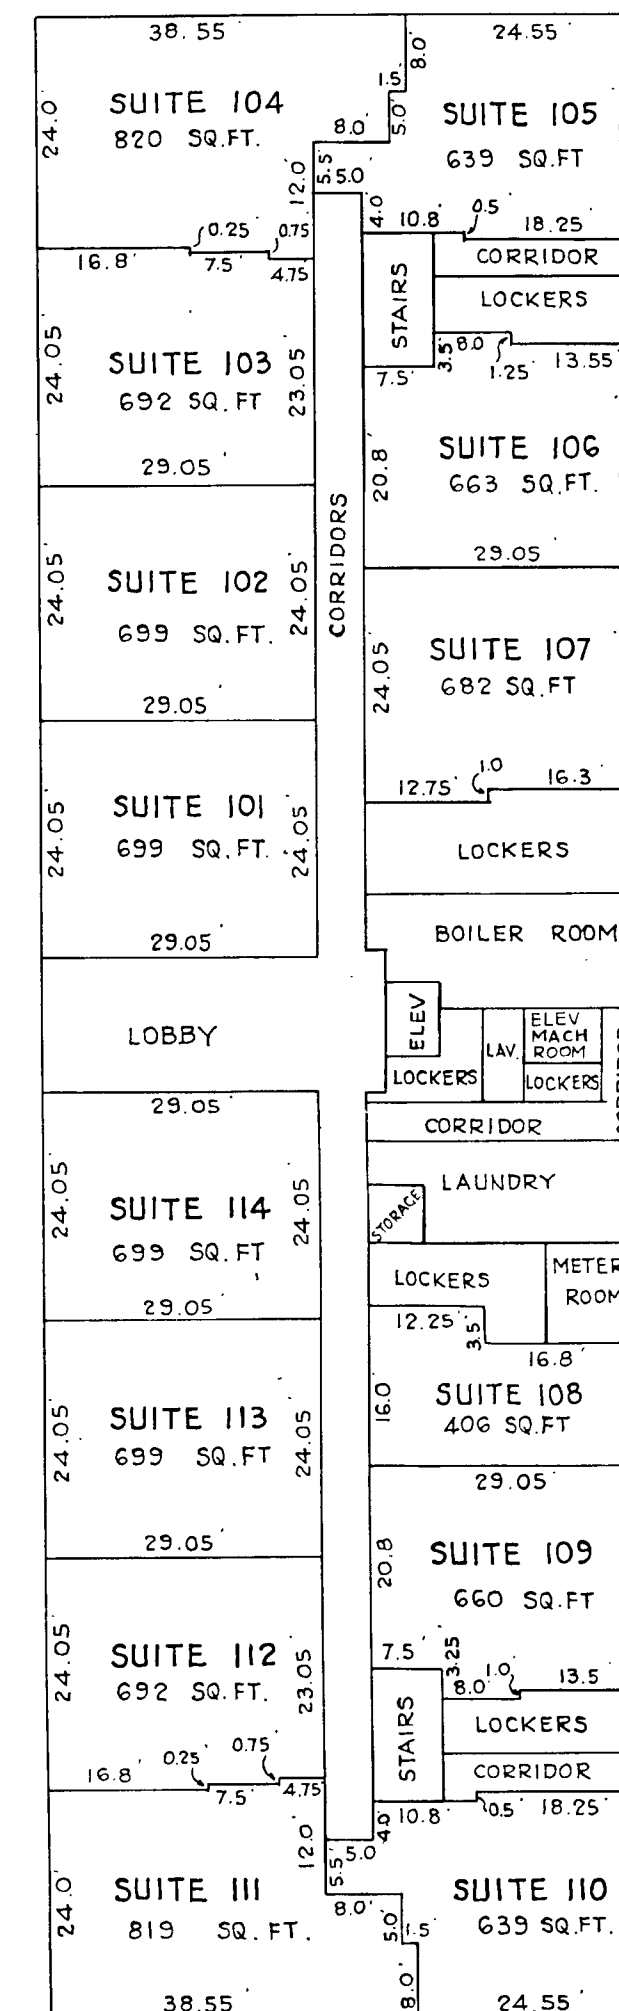 38.55'
24.55'
8.0'
1.5'
5.0'
24.0'
SUITE 104
820 SQ.FT.
SUITE 105
639 SQ.FT
8.0'
12.0'
5.5'
5.0
4.0'
0.25'
0.75'
10.8'
0.5'
18.25'
16.8'
7.5'
4.75'
CORRIDOR
LOCKERS
STAIRS
3.5'
8.0
1.25'
13.55'
7.5'
24.05'
SUITE 103
692 SQ.FT
23.05'
29.05'
20.8'
SUITE 106
663 SQ.FT.
29.05'
CORRIDORS
24.05'
SUITE 102
699 SQ.FT.
24.05'
29.05'
24.05'
SUITE 107
682 SQ.FT
12.75'
1.0'
16.3'
24.05'
SUITE 101
699 SQ.FT.
24.05'
29.05'
LOCKERS
BOILER ROOM
LOBBY
ELEV
LAV.
ELEV
MACH
ROOM
LOCKERS
LOCKERS
29.05'
CORRIDOR
LAUNDRY
STORAGE
24.05'
SUITE 114
699 SQ.FT
24.05'
29.05'
LOCKERS
METER
ROOM
12.25'
3.5'
16.8'
16.0'
SUITE 108
406 SQ.FT
29.05'
24.05'
SUITE 113
699 SQ.FT
24.05'
29.05'
20.8
SUITE 109
660 SQ.FT
7.5'
3.25
8.0'
1.0'
13.5'
24.05'
SUITE 112
692 SQ.FT.
23.05'
STAIRS
LOCKERS
CORRIDOR
16.8'
0.25'
7.5'
0.75'
4.75'
10.8'
0.5'
18.25'
4.0'
12.0'
5.5'
5.0'
24.0'
SUITE 111
819 SQ.FT.
8.0'
5.0'
1.5'
SUITE 110
639 SQ.FT.
8.0'
38.55'
24.55'